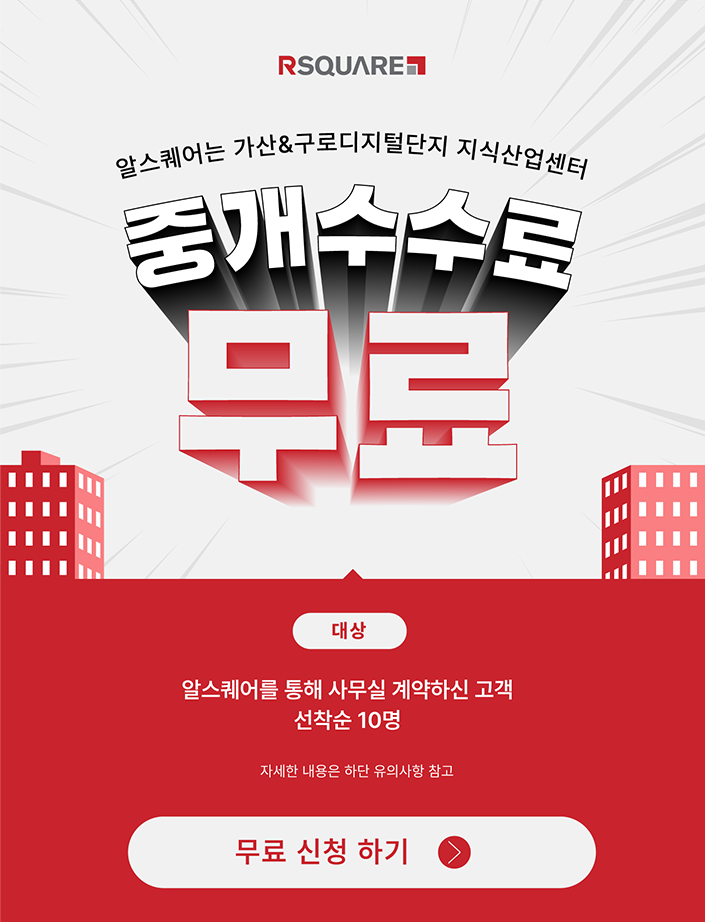 RSQUARE
알스퀘어는 가산&구로디지털단지 지식산업센터
중개수수료
무료
대상
알스퀘어를 통해 사무실 계약하신 고객
선착순 10명
자세한 내용은 하단 유의사항 참고
무료 신청 하기